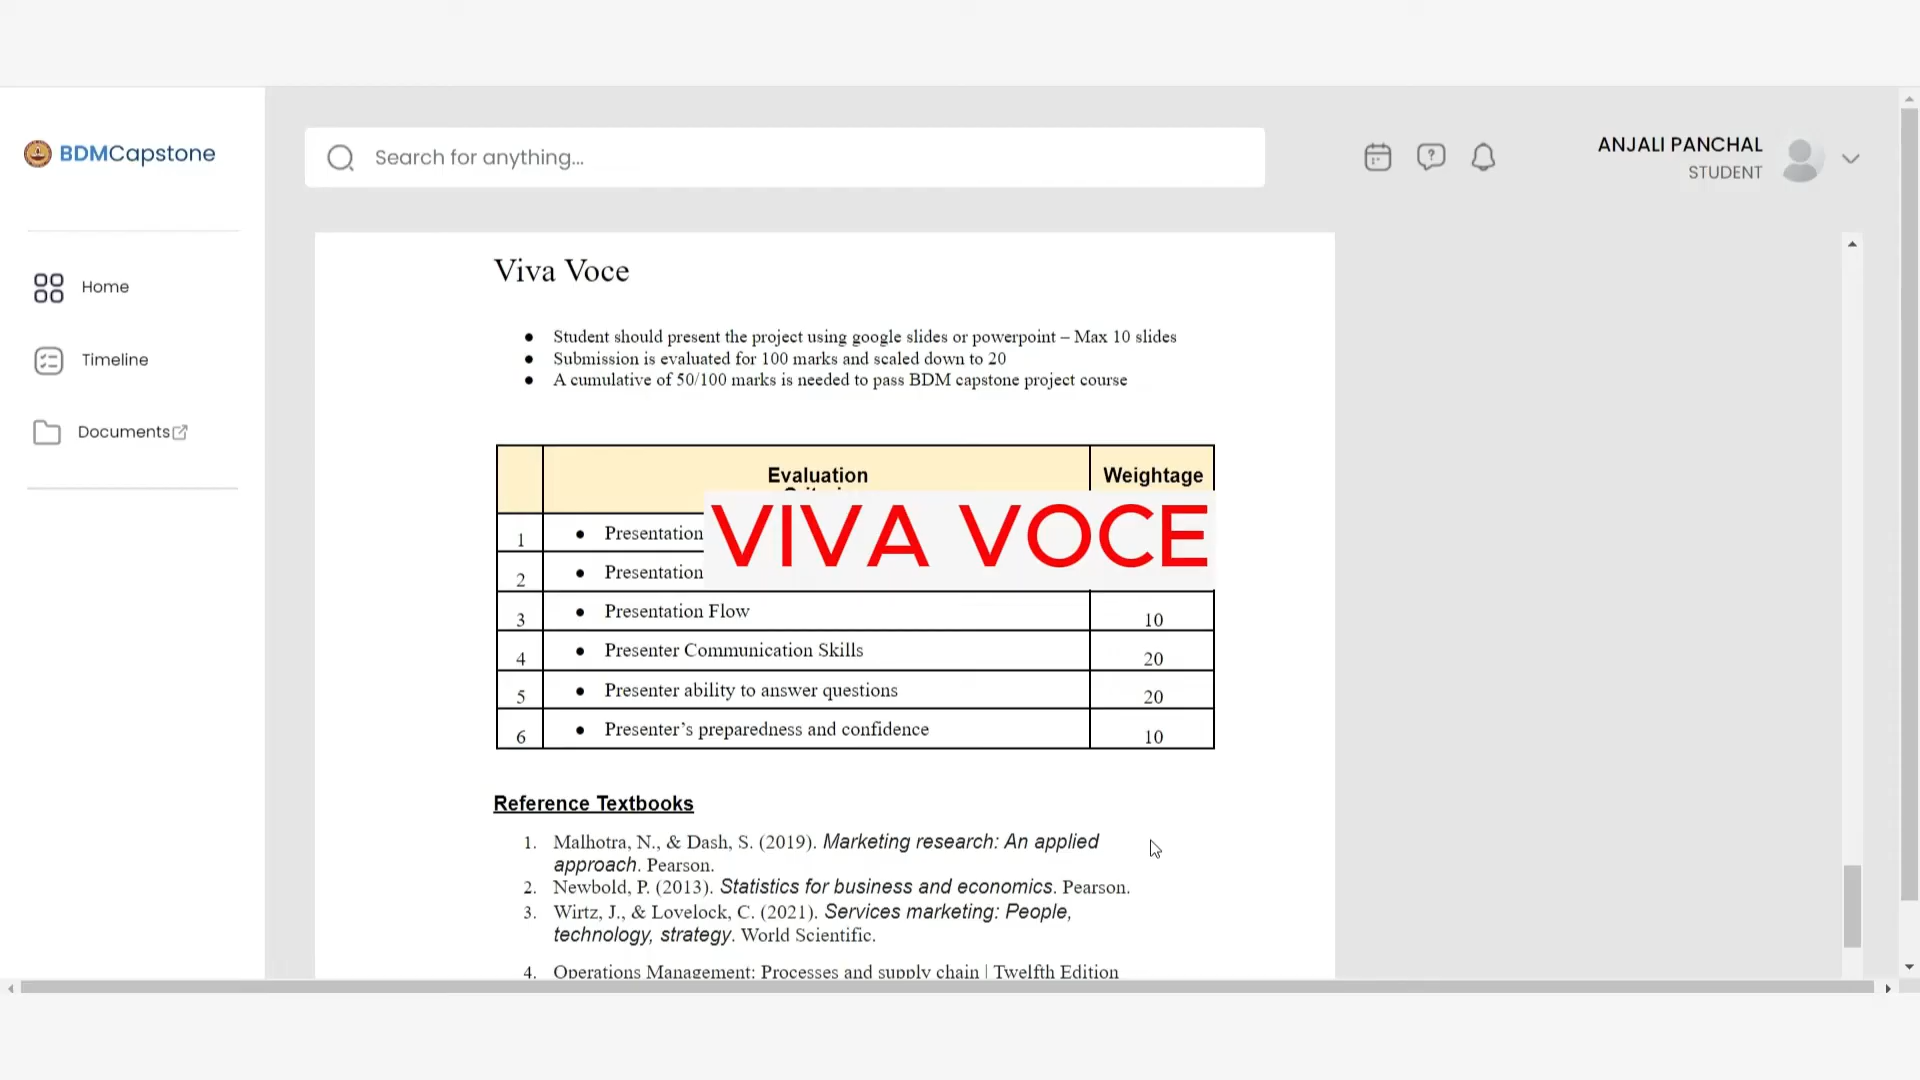 BDMCapstone
Search for anything...
ANJALI PANCHAL
STUDENT
Home
Timeline
Documents
Viva Voce
● Student should present the project using google slides or powerpoint – Max 10 slides
● Submission is evaluated for 100 marks and scaled down to 20
● A cumulative of 50/100 marks is needed to pass BDM capstone project course
Evaluation
Weightage
VIVA VOCE
1 ● Presentation
2 ● Presentation
3 ● Presentation Flow 10
4 ● Presenter Communication Skills 20
5 ● Presenter ability to answer questions 20
6 ● Presenter’s preparedness and confidence 10
Reference Textbooks
1. Malhotra, N., & Dash, S. (2019). Marketing research: An applied
approach. Pearson.
2. Newbold, P. (2013). Statistics for business and economics. Pearson.
3. Wirtz, J., & Lovelock, C. (2021). Services marketing: People,
technology, strategy. World Scientific.
4. Operations Management: Processes and supply chain | Twelfth Edition